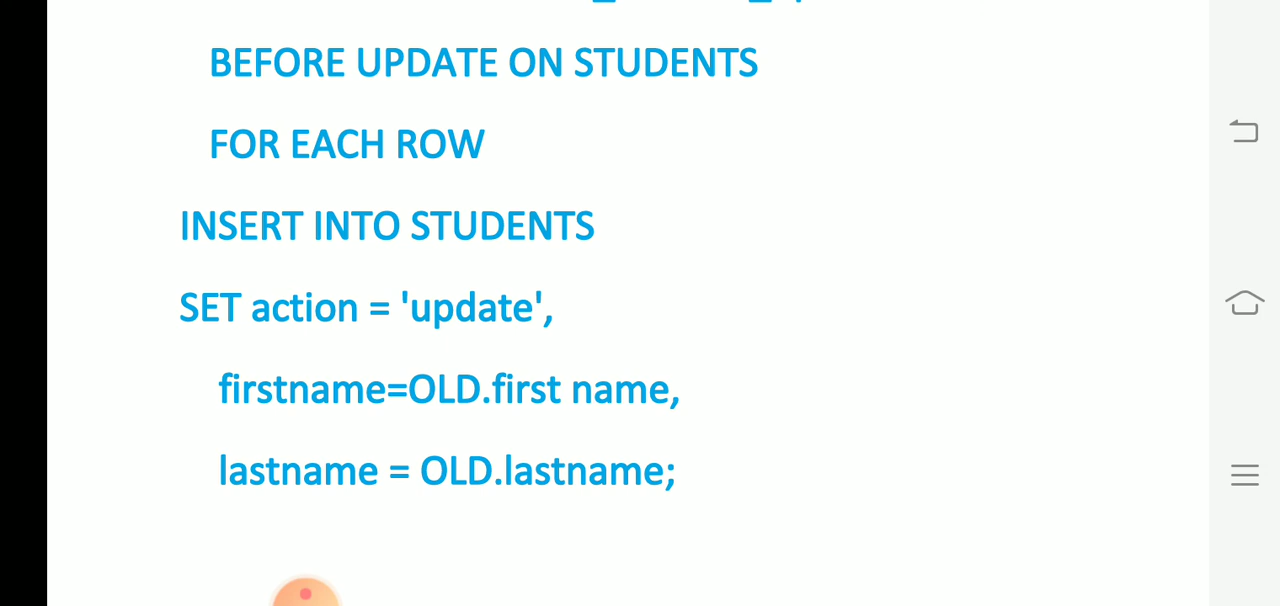 BEFORE UPDATE ON STUDENTS
FOR EACH ROW
INSERT INTO STUDENTS
SET action = 'update',
firstname=OLD.first name,
lastname = OLD.lastname;